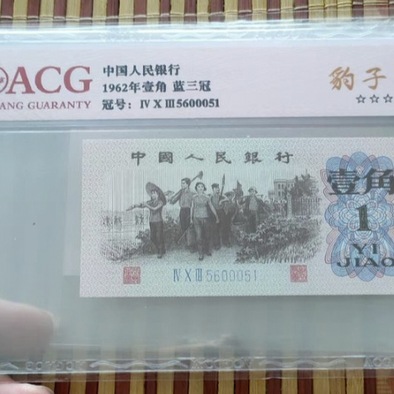 ACG
ANG GUARANTY
中国人民银行
1962年壹角 蓝三冠
冠号：Ⅳ X Ⅲ 5600051
豹子
☆☆☆
中國人民銀行
壹角
1
YI
JIAO
Ⅳ X Ⅲ 5600051